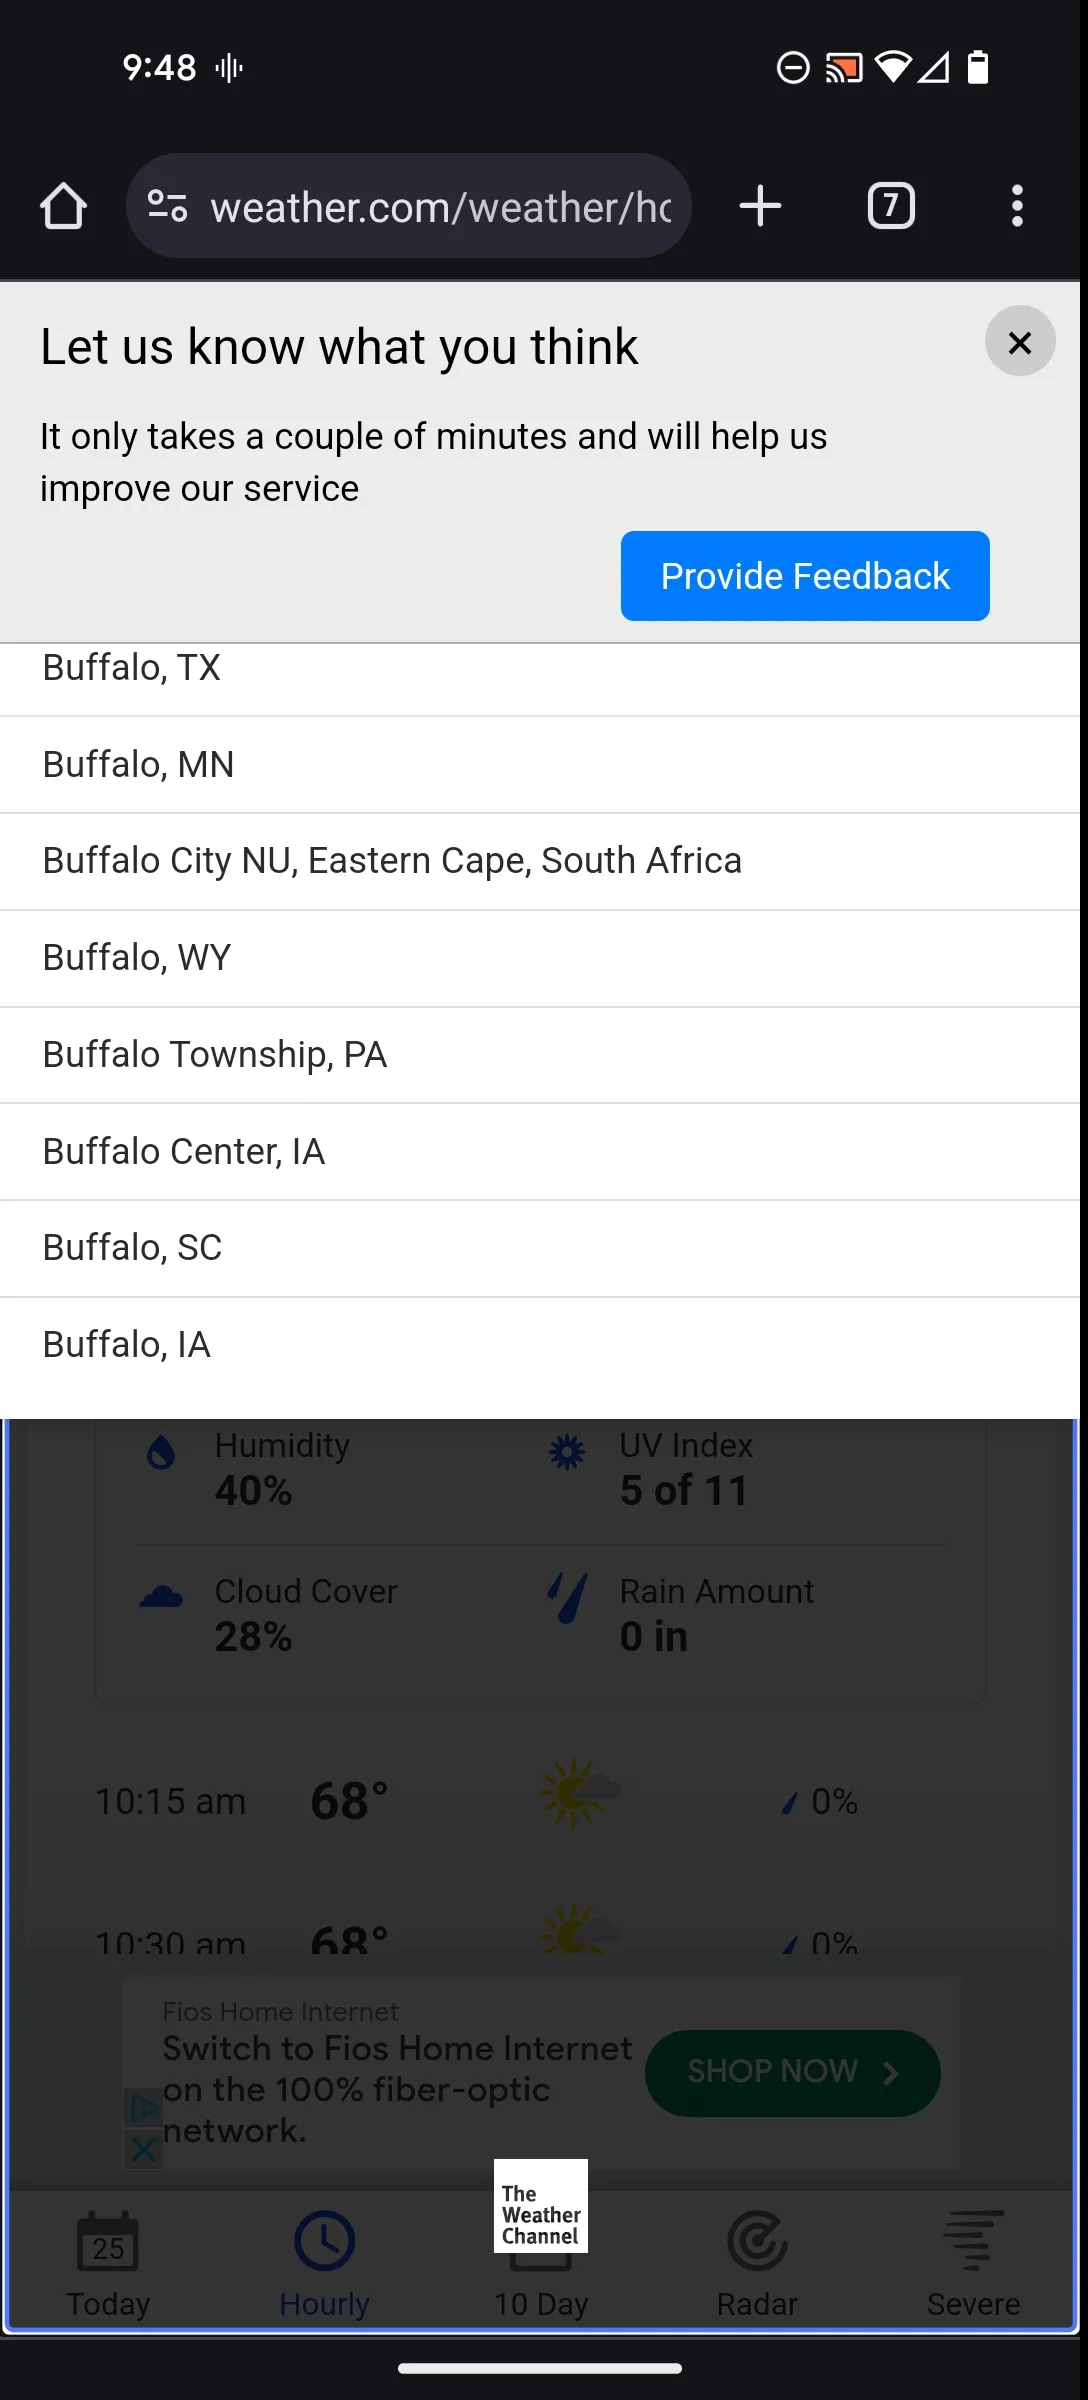 9:48
weather.com/weather/hc
7
Let us know what you think
It only takes a couple of minutes and will help us
improve our service
Provide Feedback
Buffalo, TX
Buffalo, MN
Buffalo City NU, Eastern Cape, South Africa
Buffalo, WY
Buffalo Township, PA
Buffalo Center, IA
Buffalo, SC
Buffalo, IA
Humidity
40%
UV Index
5 of 11
Cloud Cover
28%
Rain Amount
0 in
10:15 am 68° 0%
10:30 am 68° 0%
Fios Home Internet
Switch to Fios Home Internet
on the 100% fiber-optic
network.
SHOP NOW
The
Weather
Channel
25
Today
Hourly
10 Day
Radar
Severe